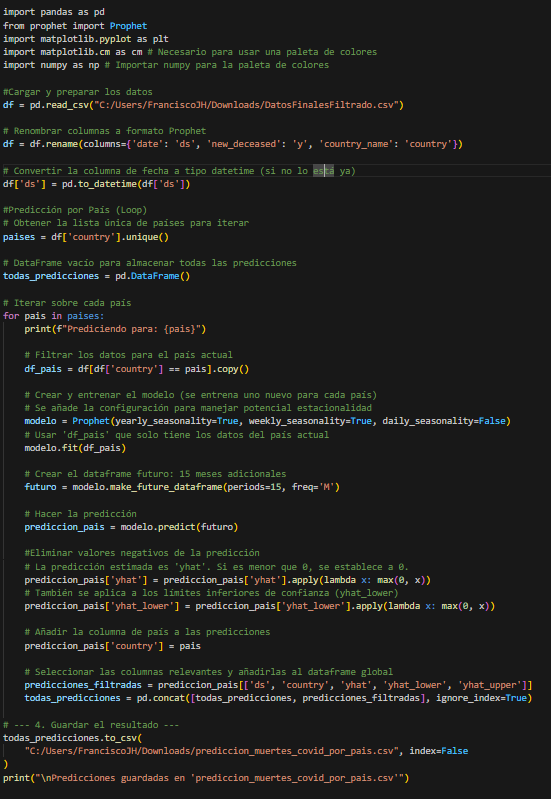 import pandas as pd
from prophet import Prophet
import matplotlib.pyplot as plt
import matplotlib.cm as cm # Necesario para usar una paleta de colores
import numpy as np # Importar numpy para la paleta de colores
#Cargar y preparar los datos
df = pd.read_csv("C:/Users/FranciscoJH/Downloads/DatosFinalesFiltrado.csv")
# Renombrar columnas a formato Prophet
df = df.rename(columns={'date': 'ds', 'new_deceased': 'y', 'country_name': 'country'})
# Convertir la columna de fecha a tipo datetime (si no lo está ya)
df['ds'] = pd.to_datetime(df['ds'])
#Predicción por País (Loop)
# Obtener la lista única de países para iterar
paises = df['country'].unique()
# DataFrame vacío para almacenar todas las predicciones
todas_predicciones = pd.DataFrame()
# Iterar sobre cada país
for pais in paises:
    print(f"Prediciendo para: {pais}")
    # Filtrar los datos para el país actual
    df_pais = df[df['country'] == pais].copy()
    # Crear y entrenar el modelo (se entrena uno nuevo para cada país)
    # Se añade la configuración para manejar potencial estacionalidad
    modelo = Prophet(yearly_seasonality=True, weekly_seasonality=True, daily_seasonality=False)
    # Usar 'df_pais' que solo tiene los datos del país actual
    modelo.fit(df_pais)
    # Crear el dataframe futuro: 15 meses adicionales
    futuro = modelo.make_future_dataframe(periods=15, freq='M')
    # Hacer la predicción
    prediccion_pais = modelo.predict(futuro)
    #Eliminar valores negativos de la predicción
    # La predicción estimada es 'yhat'. Si es menor que 0, se establece a 0.
    prediccion_pais['yhat'] = prediccion_pais['yhat'].apply(lambda x: max(0, x))
    # También se aplica a los límites inferiores de confianza (yhat_lower)
    prediccion_pais['yhat_lower'] = prediccion_pais['yhat_lower'].apply(lambda x: max(0, x))
    # Añadir la columna de país a las predicciones
    prediccion_pais['country'] = pais
    # Seleccionar las columnas relevantes y añadirlas al dataframe global
    predicciones_filtradas = prediccion_pais[['ds', 'country', 'yhat', 'yhat_lower', 'yhat_upper']]
    todas_predicciones = pd.concat([todas_predicciones, predicciones_filtradas], ignore_index=True)
# --- 4. Guardar el resultado ---
todas_predicciones.to_csv(
    "C:/Users/FranciscoJH/Downloads/prediccion_muertes_covid_por_pais.csv", index=False
)
print("\nPredicciones guardadas en 'prediccion_muertes_covid_por_pais.csv'")